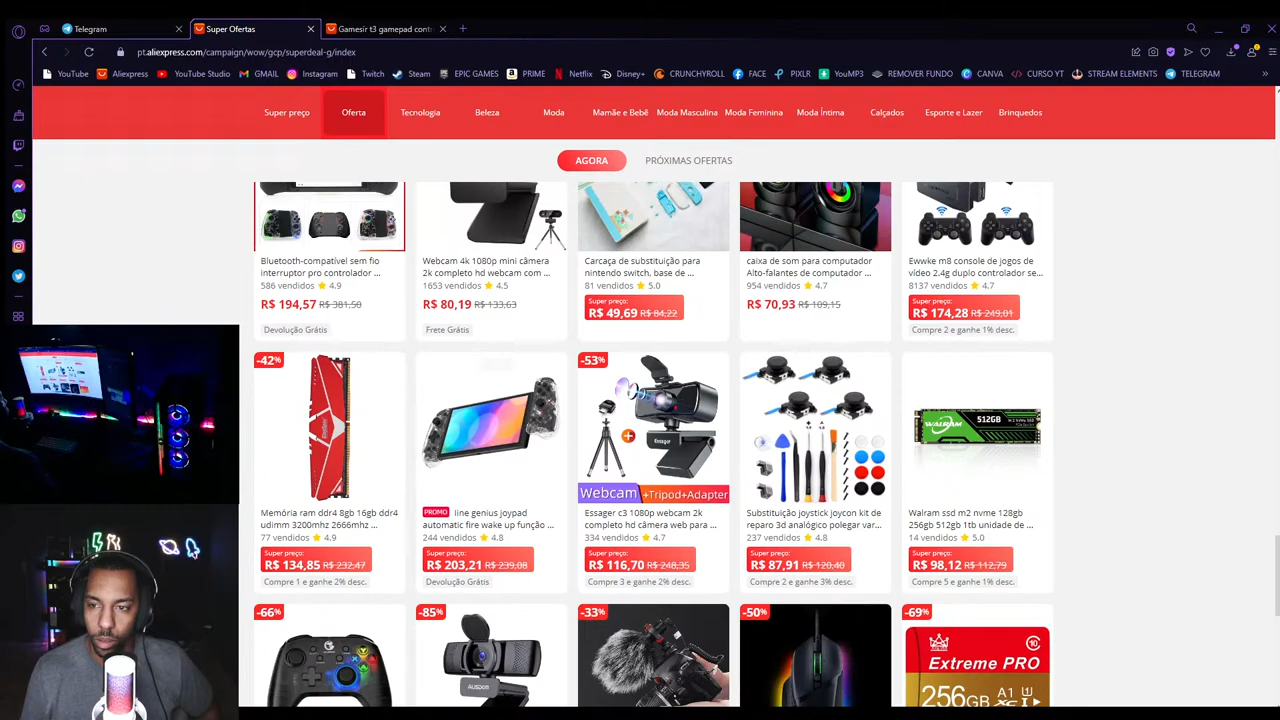 Telegram
Super Ofertas
Gamesir t3 gamepad contr
pt.aliexpress.com/campaign/wow/gcp/superdeal-g/index
YouTube
Aliexpress
YouTube Studio
GMAIL
Instagram
Twitch
Steam
EPIC GAMES
PRIME
Netflix
Disney+
CRUNCHYROLL
FACE
PIXLR
YouMP3
REMOVER FUNDO
CANVA
CURSO YT
STREAM ELEMENTS
TELEGRAM
Super preço
Oferta
Tecnologia
Beleza
Moda
Mamãe e Bebê
Moda Masculina
Moda Feminina
Moda Íntima
Calçados
Esporte e Lazer
Brinquedos
AGORA
PRÓXIMAS OFERTAS
Bluetooth-compatível sem fio
interruptor pro controlador ...
586 vendidos 4.9
R$ 194,57 R$ 381,50
Devolução Grátis
Webcam 4k 1080p mini câmera
2k completo hd webcam com ...
1653 vendidos 4.5
R$ 80,19 R$ 133,63
Frete Grátis
Carcaça de substituição para
nintendo switch, base de ...
81 vendidos 5.0
Super preço:
R$ 49,69 R$ 84,22
caixa de som para computador
Alto-falantes de computador ...
954 vendidos 4.7
R$ 70,93 R$ 109,15
Ewwke m8 console de jogos de
vídeo 2.4g duplo controlador se...
8137 vendidos 4.7
Super preço:
R$ 174,28 R$ 249,01
Compre 2 e ganhe 1% desc.
-42%
Memória ram ddr4 8gb 16gb ddr4
udimm 3200mhz 2666mhz ...
77 vendidos 4.9
Super preço:
R$ 134,85 R$ 232,47
Compre 1 e ganhe 2% desc.
PROMO line genius joypad
automatic fire wake up função ...
244 vendidos 4.8
Super preço:
R$ 203,21 R$ 239,08
Devolução Grátis
-53%
Essager
Webcam +Tripod+Adapter
Essager c3 1080p webcam 2k
completo hd câmera web para ...
334 vendidos 4.7
Super preço:
R$ 116,70 R$ 248,35
Compre 3 e ganhe 2% desc.
Substituição joystick joycon kit de
reparo 3d analógico polegar var...
237 vendidos 4.8
Super preço:
R$ 87,91 R$ 120,40
Compre 2 e ganhe 3% desc.
WALRAM
512GB
Walram ssd m2 nvme 128gb
256gb 512gb 1tb unidade de ...
14 vendidos 5.0
Super preço:
R$ 98,12 R$ 112,79
Compre 5 e ganhe 1% desc.
-66%
-85%
AUSDOM
-33%
-50%
-69%
Extreme PRO
256GB A1